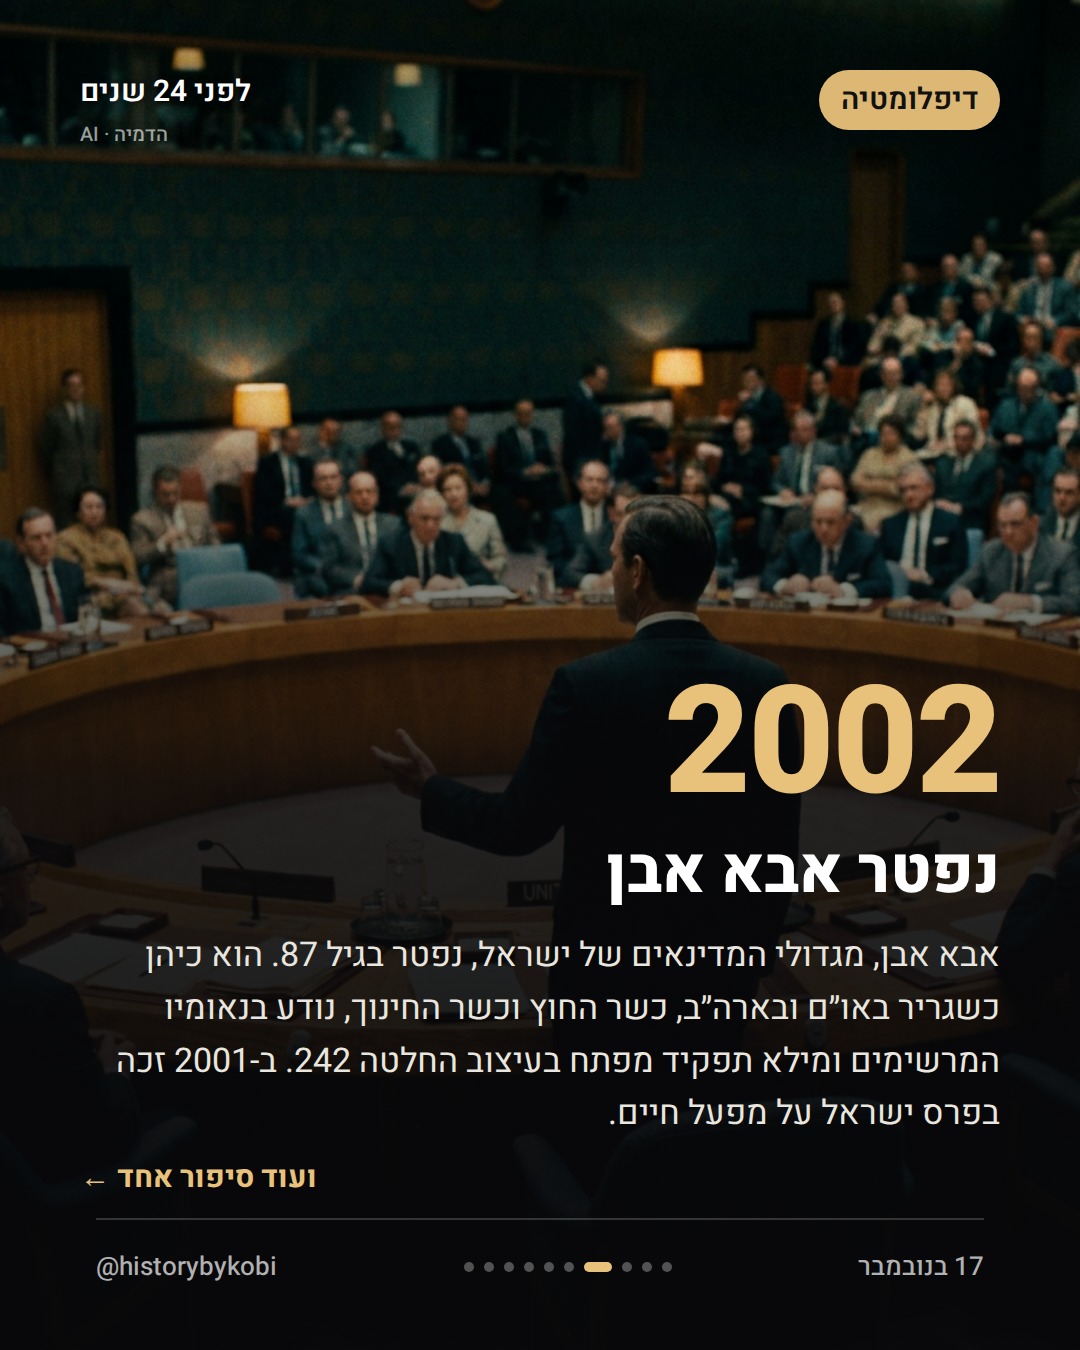 דיפלומטיה
לפני 24 שנים
הדמיה · AI
2002
נפטר אבא אבן
אבא אבן, מגדולי המדינאים של ישראל, נפטר בגיל 87. הוא כיהן
כשגריר באו״ם ובארה״ב, כשר החוץ וכשר החינוך, נודע בנאומיו
המרשימים ומילא תפקיד מפתח בעיצוב החלטה 242. ב-2001 זכה
בפרס ישראל על מפעל חיים.
ועוד סיפור אחד ←
17 בנובמבר
@historybykobi